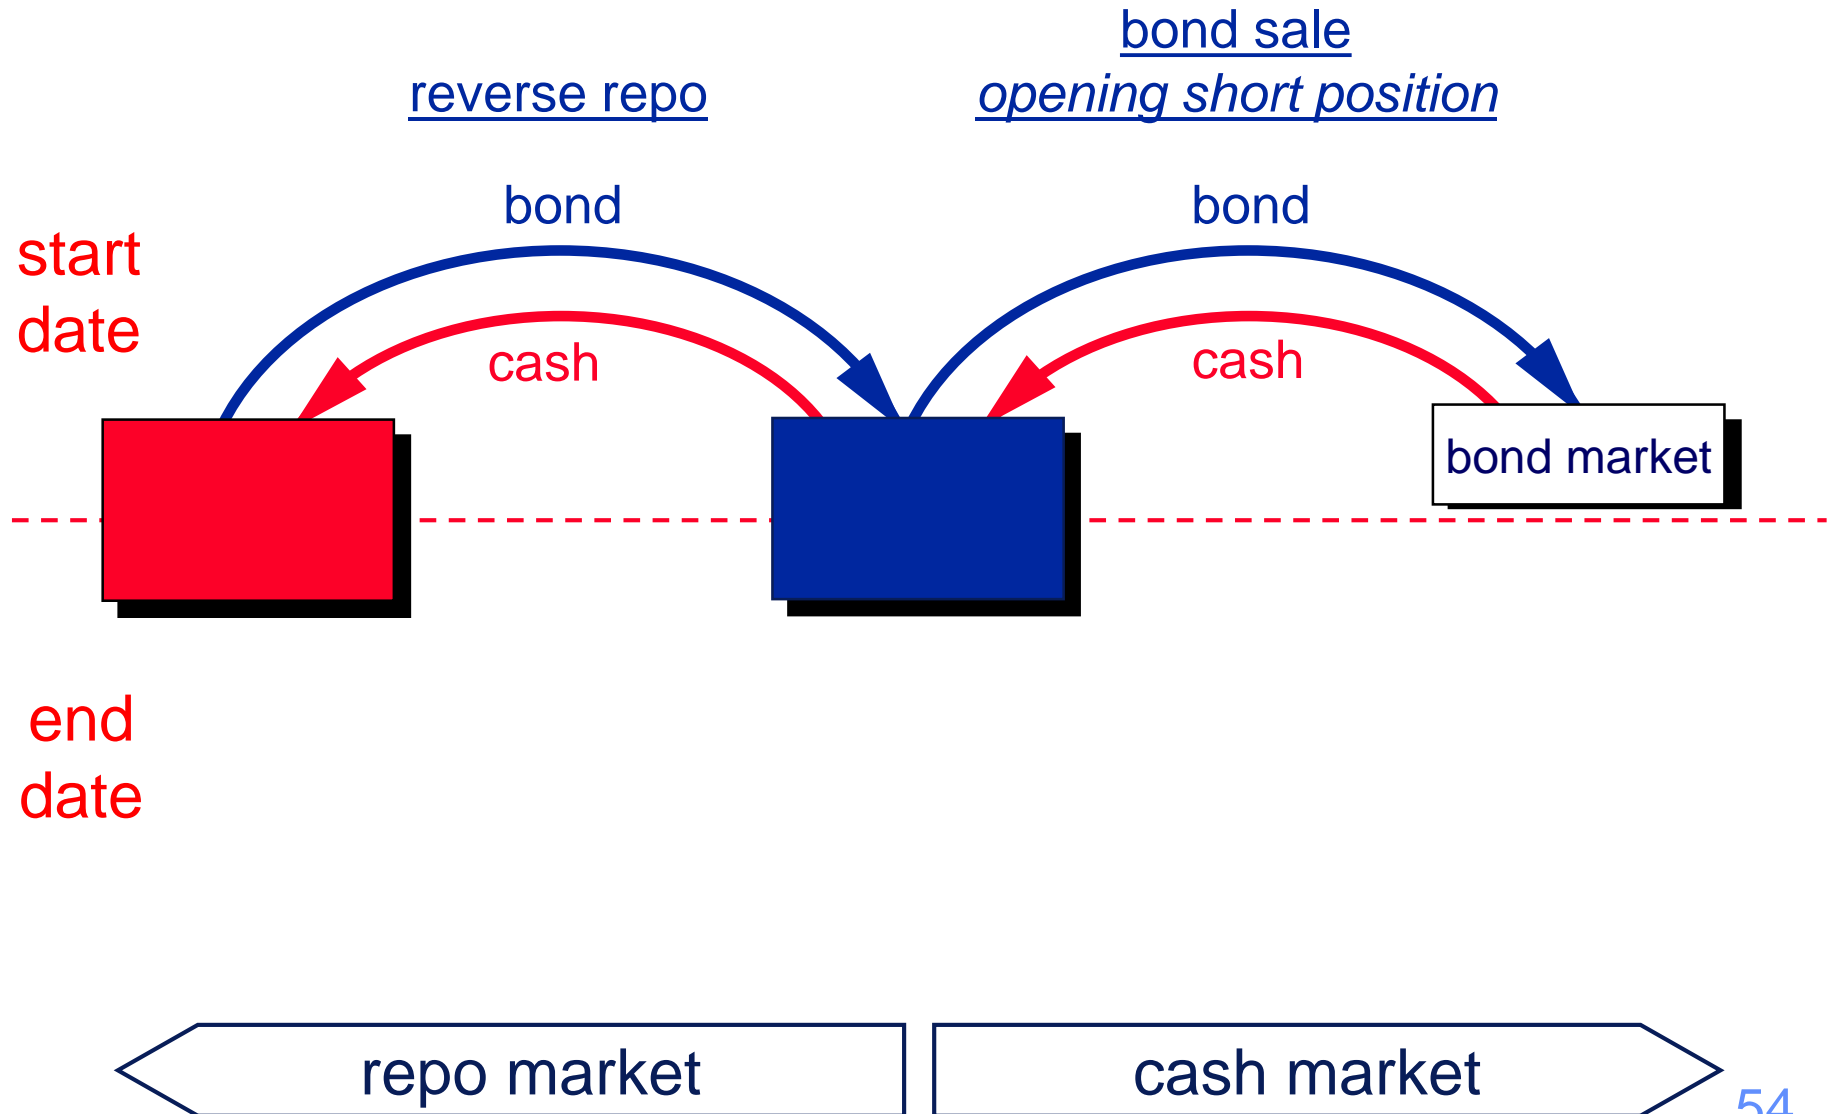 bond sale
reverse repo
opening short position
bond
bond
start
date
cash
cash
bond market
end
date
repo market
cash market
54